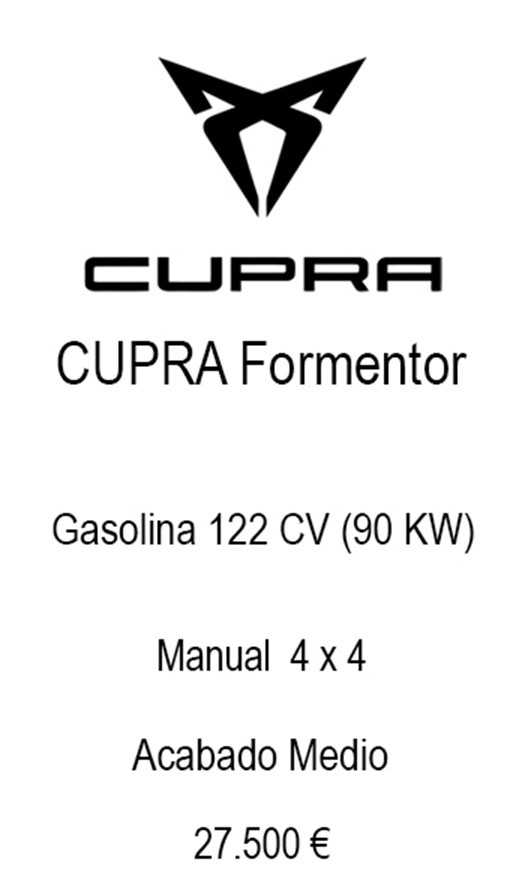 CUPRA
CUPRA Formentor
Gasolina 122 CV (90 KW)
Manual 4 x 4
Acabado Medio
27.500 €